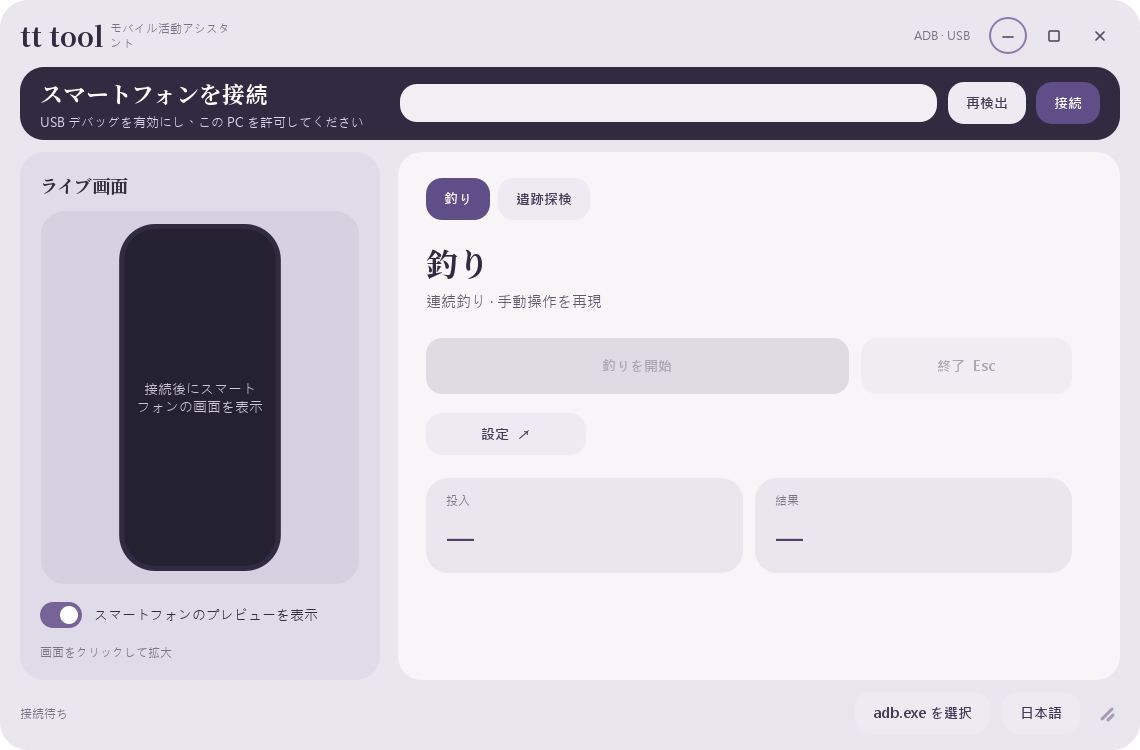 tt tool
モバイル活動アシスタ
ント
ADB · USB
スマートフォンを接続
USB デバッグを有効にし、この PC を許可してください
再検出
接続
ライブ画面
接続後にスマート
フォンの画面を表示
スマートフォンのプレビューを表示
画面をクリックして拡大
釣り
遺跡探検
釣り
連続釣り · 手動操作を再現
釣りを開始
終了 Esc
設定 ↗
投入
—
結果
—
接続待ち
adb.exe を選択
日本語